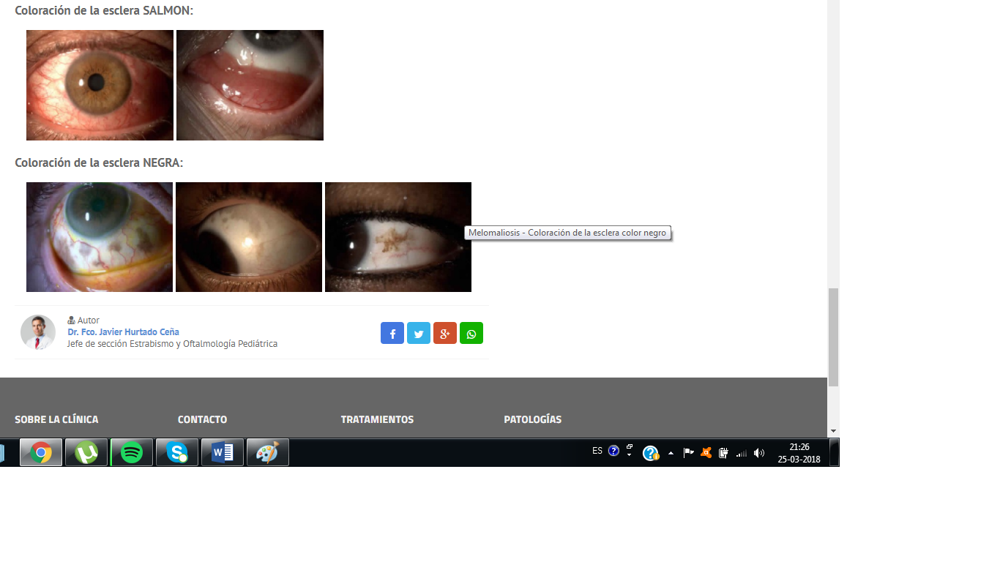 Coloración de la esclera SALMON:
Coloración de la esclera NEGRA:
Melomaliosis - Coloración de la esclera color negro
Autor
Dr. Fco. Javier Hurtado Ceña
Jefe de sección Estrabismo y Oftalmología Pediátrica
SOBRE LA CLÍNICA CONTACTO TRATAMIENTOS PATOLOGÍAS
ES 21:26
25-03-2018